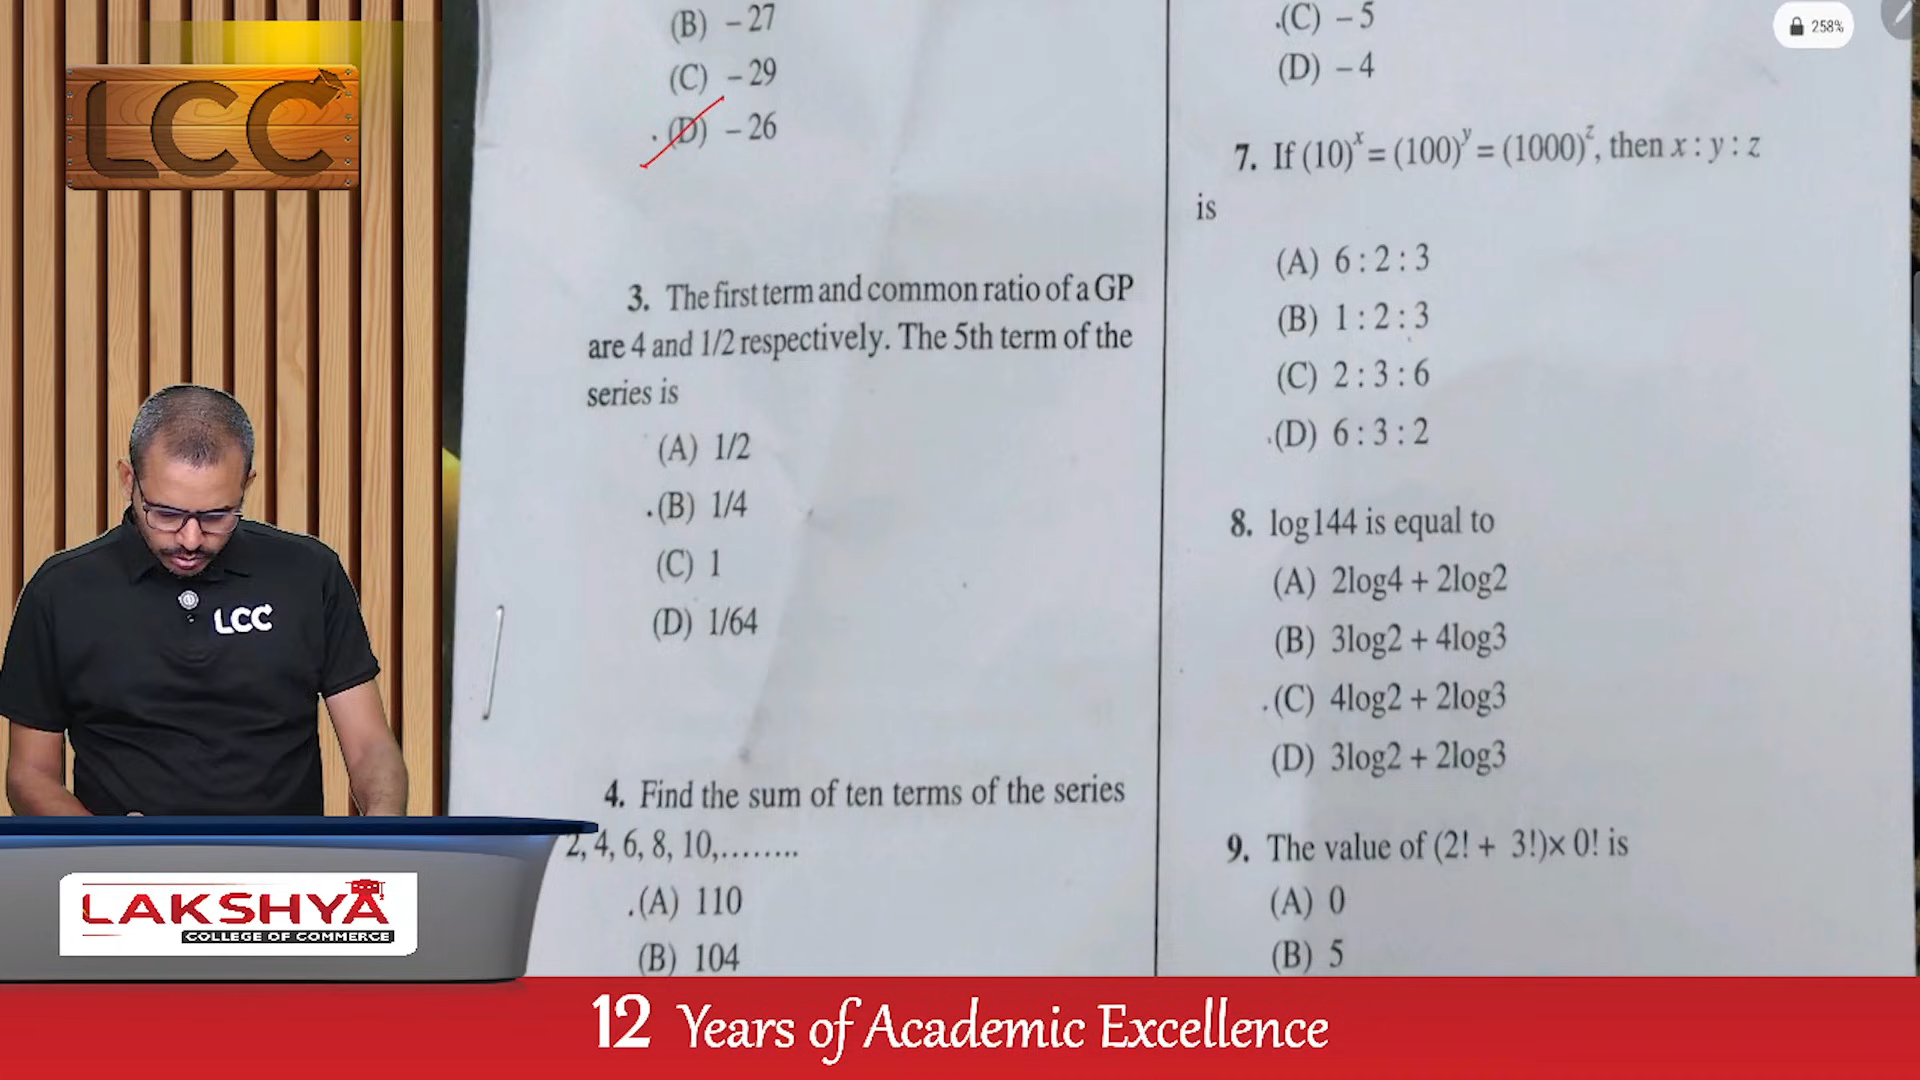 LCC
LCC
LAKSHYA
COLLEGE OF COMMERCE
(B) – 27
(C) – 29
. (D) – 26
3. The first term and common ratio of a GP
are 4 and 1/2 respectively. The 5th term of the
series is
(A) 1/2
.(B) 1/4
(C) 1
(D) 1/64
4. Find the sum of ten terms of the series
2, 4, 6, 8, 10,........
.(A) 110
(B) 104
.(C) – 5
(D) – 4
7. If (10)ˣ = (100)ʸ = (1000)ᶻ, then x : y : z
is
(A) 6 : 2 : 3
(B) 1 : 2 : 3
(C) 2 : 3 : 6
.(D) 6 : 3 : 2
8. log144 is equal to
(A) 2log4 + 2log2
(B) 3log2 + 4log3
.(C) 4log2 + 2log3
(D) 3log2 + 2log3
9. The value of (2! + 3!)× 0! is
(A) 0
(B) 5
258%
12 Years of Academic Excellence